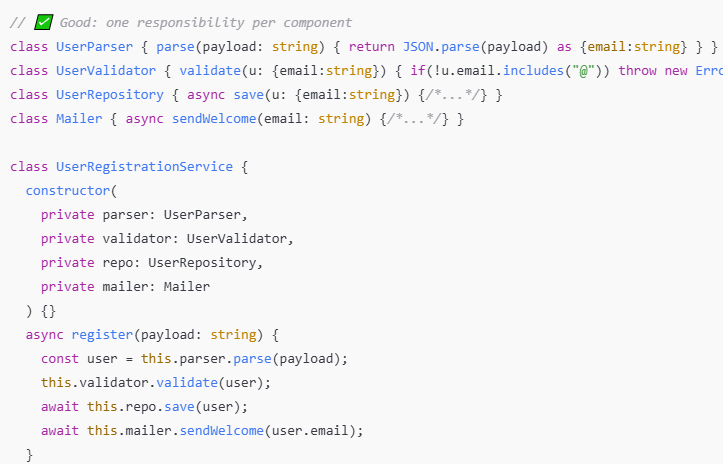 // ✅ Good: one responsibility per component
class UserParser { parse(payload: string) { return JSON.parse(payload) as {email:string} } }
class UserValidator { validate(u: {email:string}) { if(!u.email.includes("@")) throw new Erro
class UserRepository { async save(u: {email:string}) {/*...*/} }
class Mailer { async sendWelcome(email: string) {/*...*/} }

class UserRegistrationService {
  constructor(
    private parser: UserParser,
    private validator: UserValidator,
    private repo: UserRepository,
    private mailer: Mailer
  ) {}
  async register(payload: string) {
    const user = this.parser.parse(payload);
    this.validator.validate(user);
    await this.repo.save(user);
    await this.mailer.sendWelcome(user.email);
  }